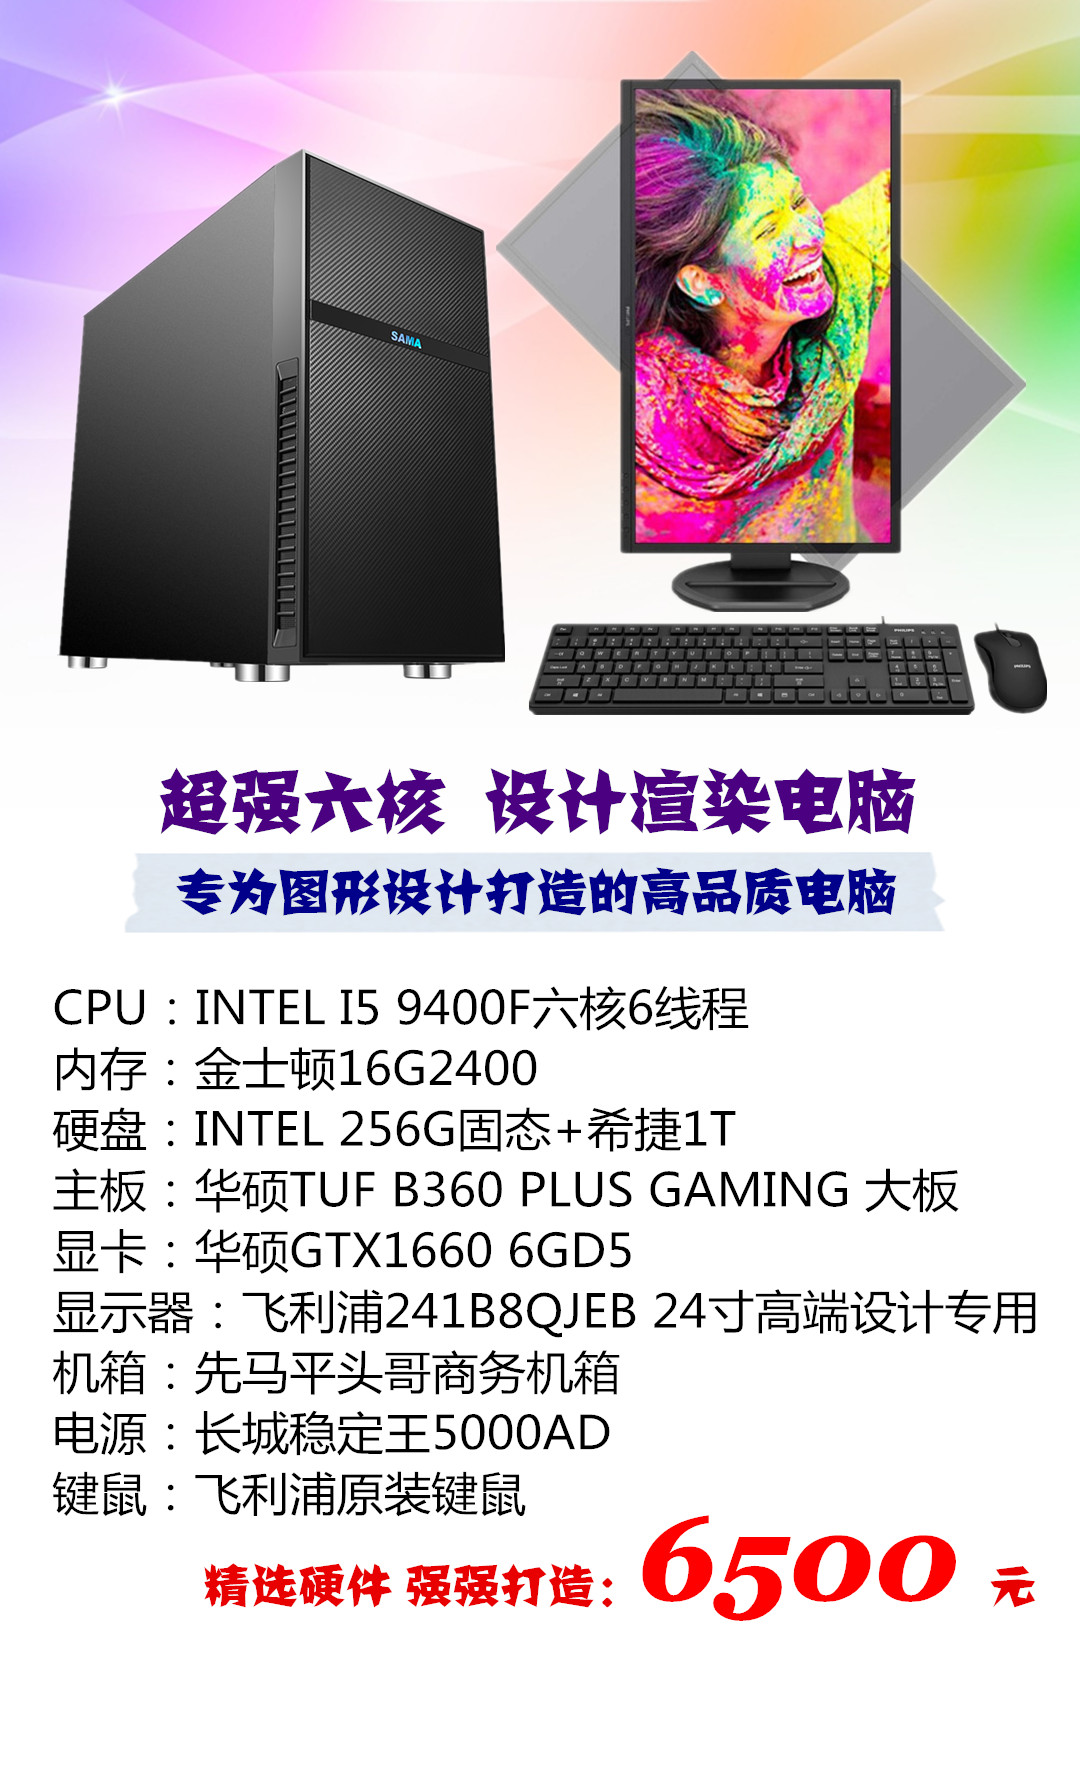 SAMA
PHILIPS
PHILIPS
超强六核 设计渲染电脑
专为图形设计打造的高品质电脑
CPU：INTEL I5 9400F六核6线程
内存：金士顿16G2400
硬盘：INTEL 256G固态+希捷1T
主板：华硕TUF B360 PLUS GAMING 大板
显卡：华硕GTX1660 6GD5
显示器：飞利浦241B8QJEB 24寸高端设计专用
机箱：先马平头哥商务机箱
电源：长城稳定王5000AD
键鼠：飞利浦原装键鼠
精选硬件 强强打造：6500 元